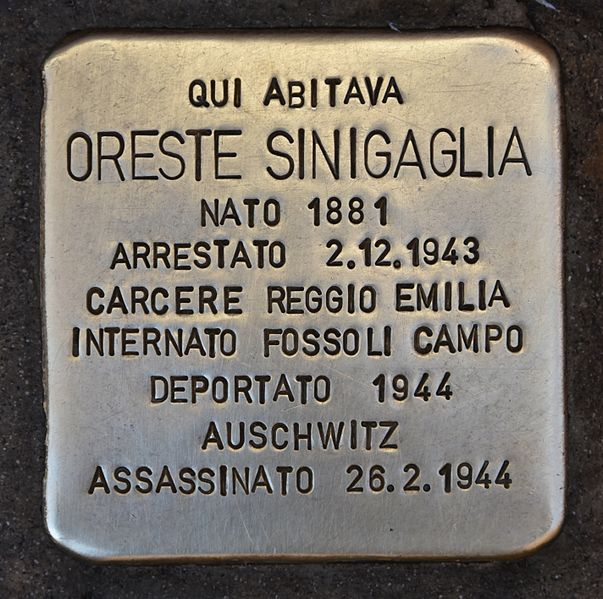 QUI ABITAVA
ORESTE SINIGAGLIA
NATO 1881
ARRESTATO 2.12.1943
CARCERE REGGIO EMILIA
INTERNATO FOSSOLI CAMPO
DEPORTATO 1944
AUSCHWITZ
ASSASSINATO 26.2.1944